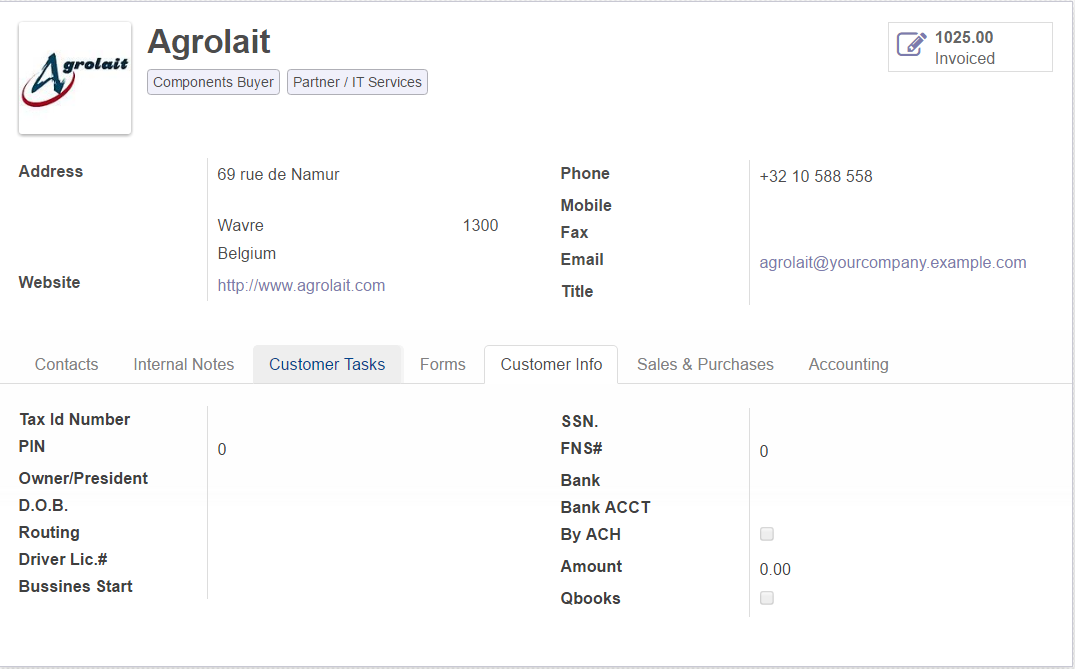 Agrolait
Agrolait
Components Buyer Partner / IT Services
1025.00
Invoiced
Address 69 rue de Namur
Wavre 1300
Belgium
Website http://www.agrolait.com
Phone +32 10 588 558
Mobile
Fax
Email agrolait@yourcompany.example.com
Title
Contacts Internal Notes Customer Tasks Forms Customer Info Sales & Purchases Accounting
Tax Id Number
PIN 0
Owner/President
D.O.B.
Routing
Driver Lic.#
Bussines Start
SSN.
FNS# 0
Bank
Bank ACCT
By ACH
Amount 0.00
Qbooks